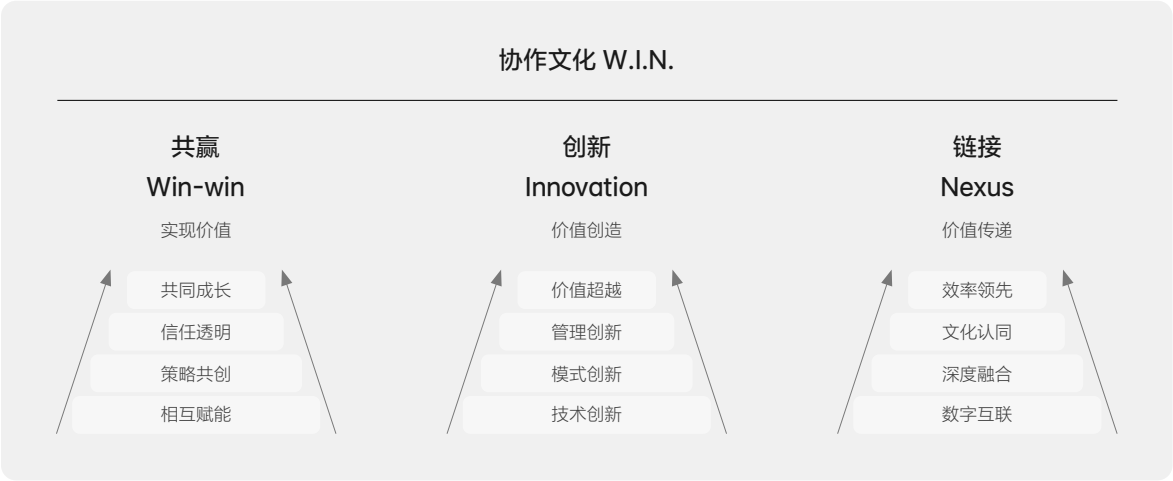 协作文化 W.I.N.
共赢
Win-win
实现价值
共同成长
信任透明
策略共创
相互赋能
创新
Innovation
价值创造
价值超越
管理创新
模式创新
技术创新
链接
Nexus
价值传递
效率领先
文化认同
深度融合
数字互联